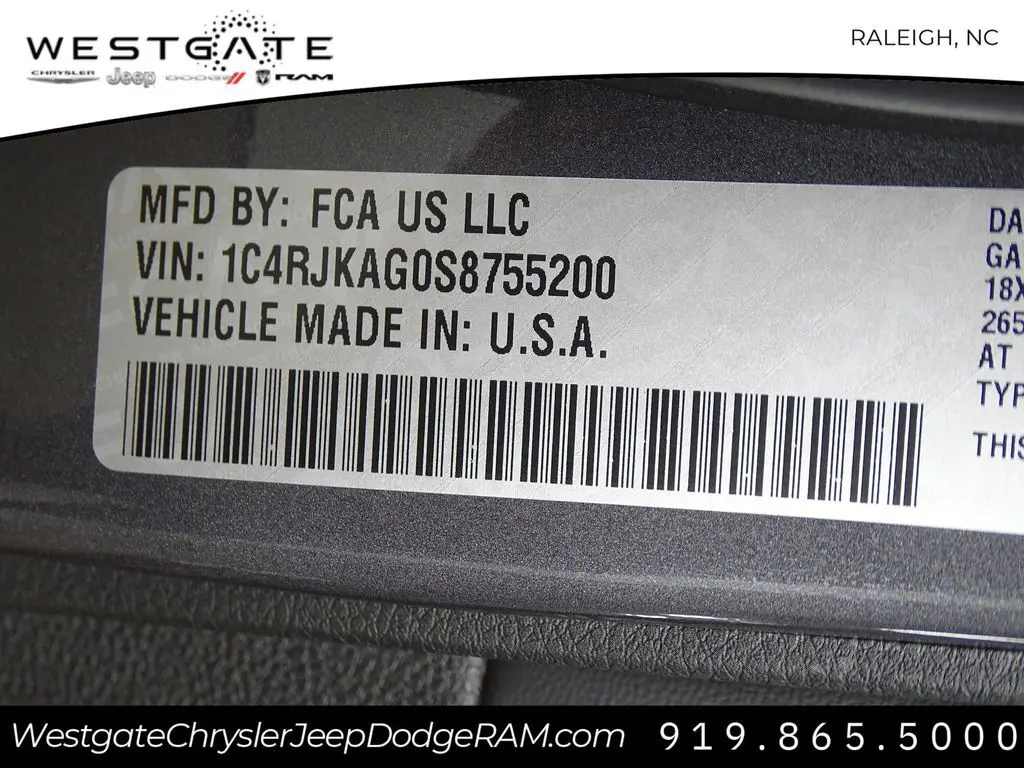 WESTGATE
CHRYSLER Jeep DODGE RAM
RALEIGH, NC
MFD BY: FCA US LLC
VIN: 1C4RJKAG0S8755200
VEHICLE MADE IN: U.S.A.
DA
GA
18X
265
AT
TYP
THIS
WestgateChryslerJeepDodgeRAM.com
919.865.5000